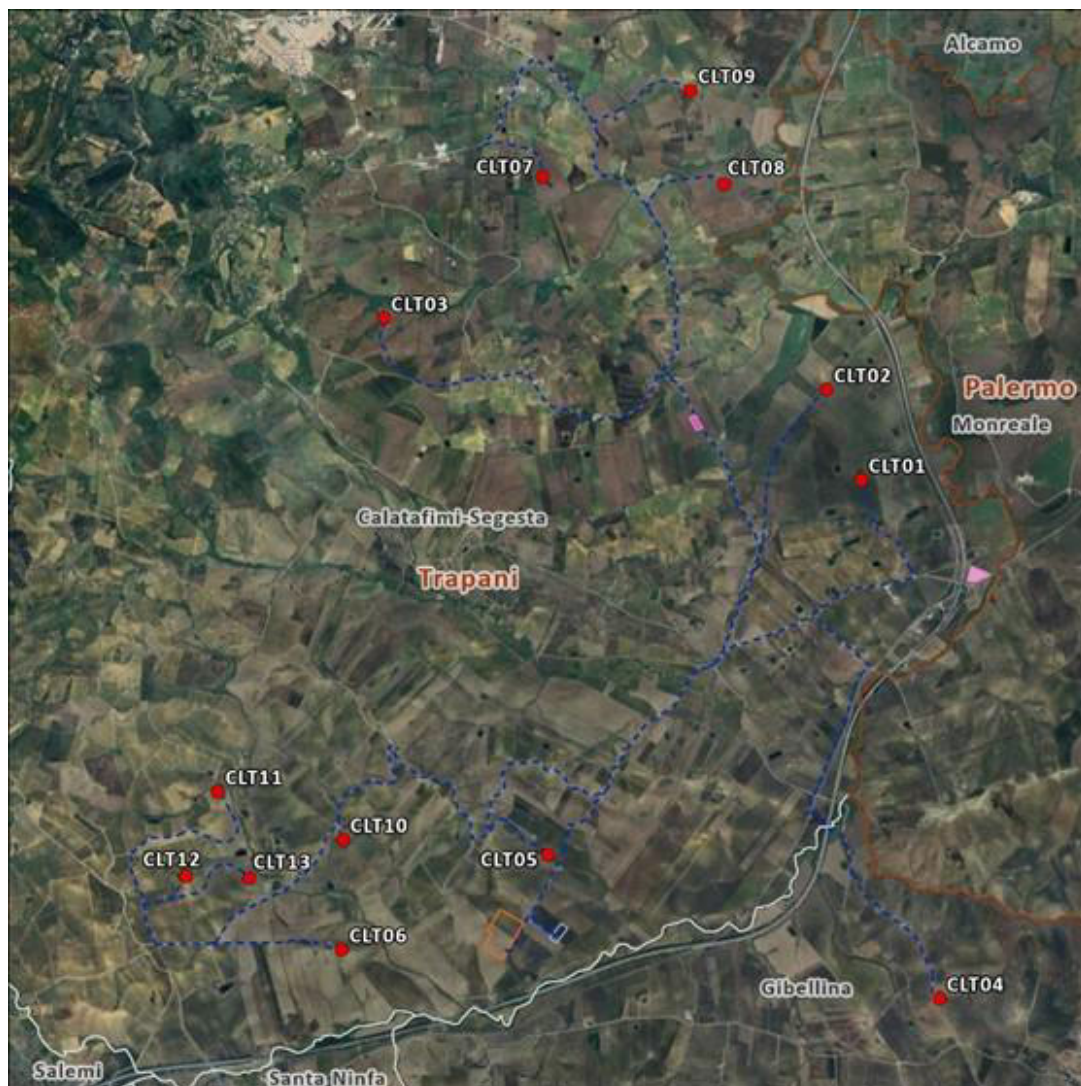 Alcamo
CLT09
CLT07
CLT08
CLT03
CLT02
Palermo
Monreale
CLT01
Calatafimi-Segesta
Trapani
CLT11
CLT10
CLT12
CLT13
CLT05
CLT06
Gibellina
CLT04
Salemi
Santa Ninfa